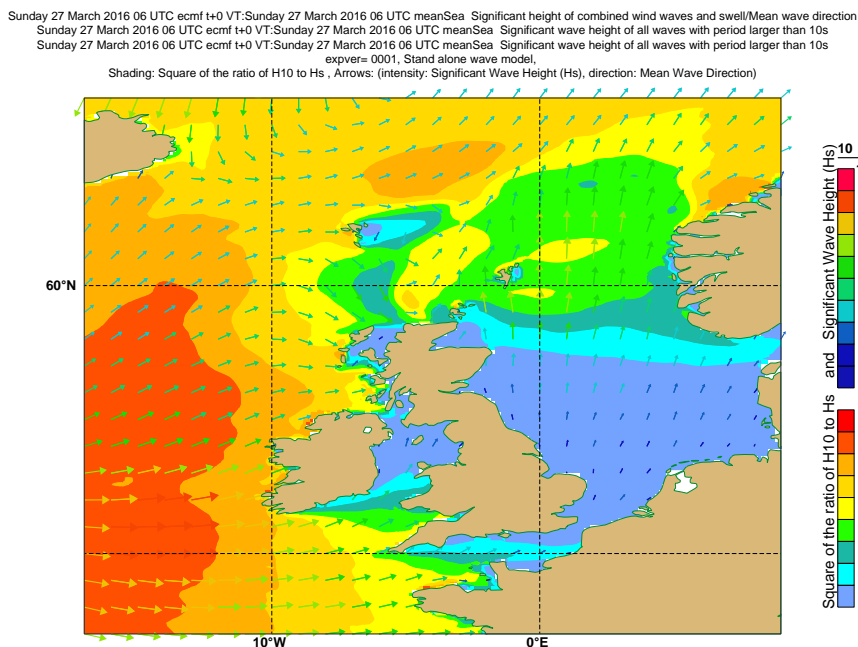 Sunday 27 March 2016 06 UTC ecmf t+0 VT:Sunday 27 March 2016 06 UTC meanSea Significant height of combined wind waves and swell/Mean wave direction
Sunday 27 March 2016 06 UTC ecmf t+0 VT:Sunday 27 March 2016 06 UTC meanSea Significant wave height of all waves with period larger than 10s
Sunday 27 March 2016 06 UTC ecmf t+0 VT:Sunday 27 March 2016 06 UTC meanSea Significant wave height of all waves with period larger than 10s
expver= 0001, Stand alone wave model,
Shading: Square of the ratio of H10 to Hs , Arrows: (intensity: Significant Wave Height (Hs), direction: Mean Wave Direction)
10
60°N
Square of the ratio of H10 to Hs and Significant Wave Height (Hs)
10°W
0°E